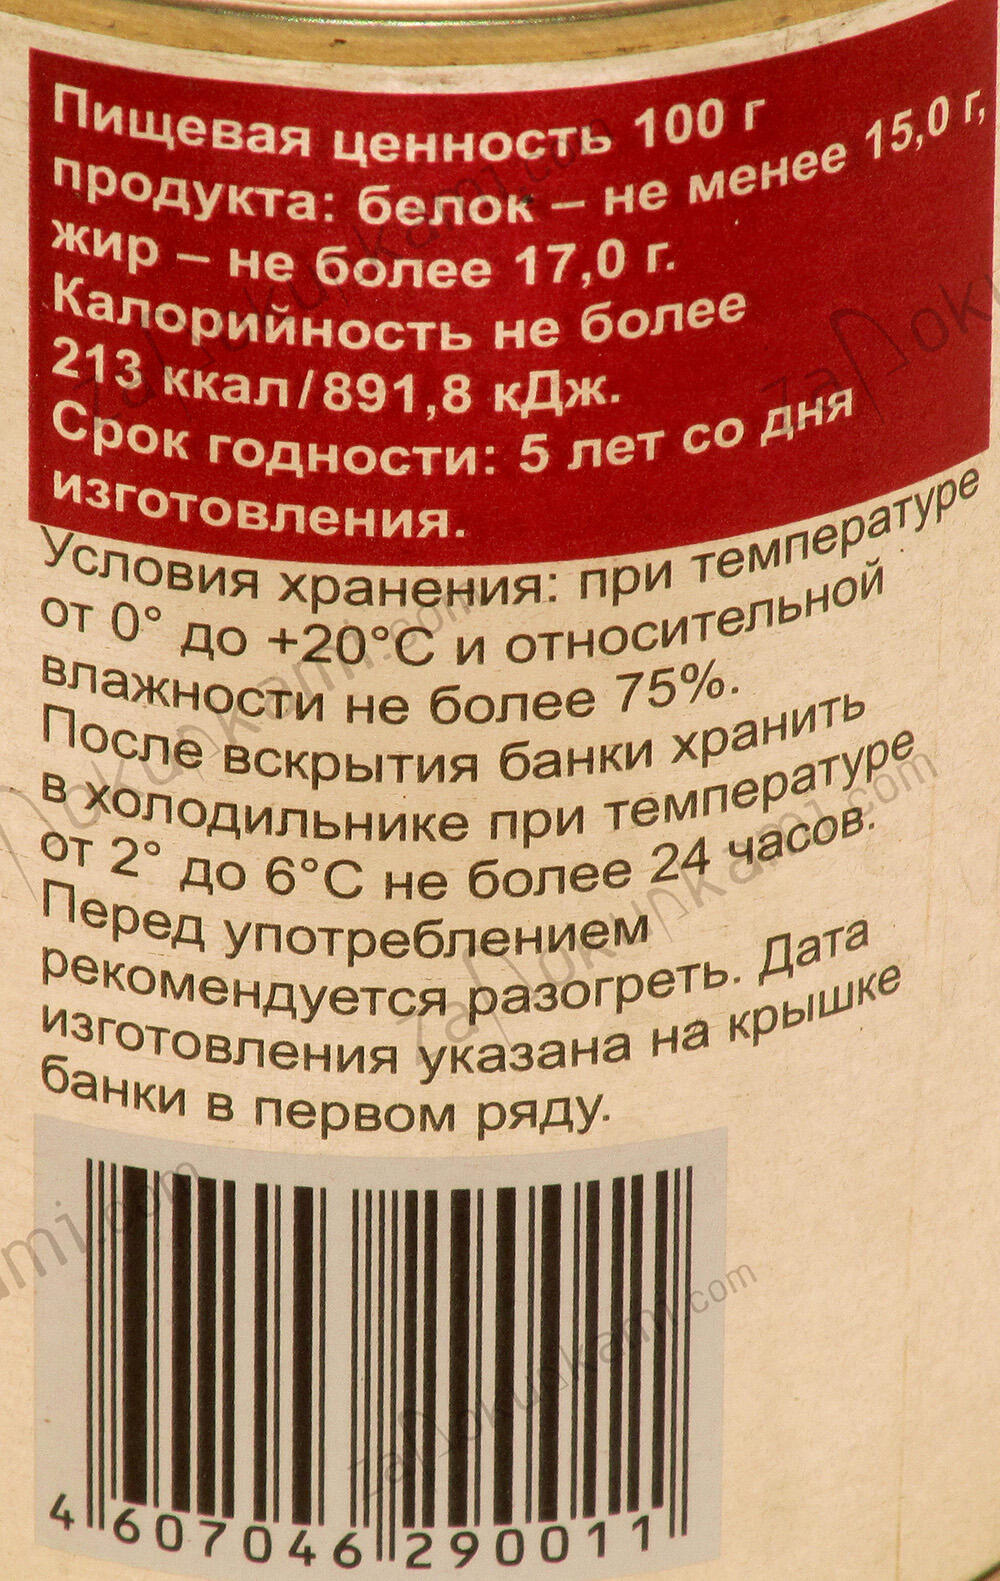 Пищевая ценность 100 г
продукта: белок – не менее 15,0 г,
жир – не более 17,0 г.
Калорийность не более
213 ккал/891,8 кДж.
Срок годности: 5 лет со дня
изготовления.
Условия хранения: при температуре
от 0° до +20°С и относительной
влажности не более 75%.
После вскрытия банки хранить
в холодильнике при температуре
от 2° до 6°С не более 24 часов.
Перед употреблением
рекомендуется разогреть. Дата
изготовления указана на крышке
банки в первом ряду.
4 607046 290011
zaПokunkami.com